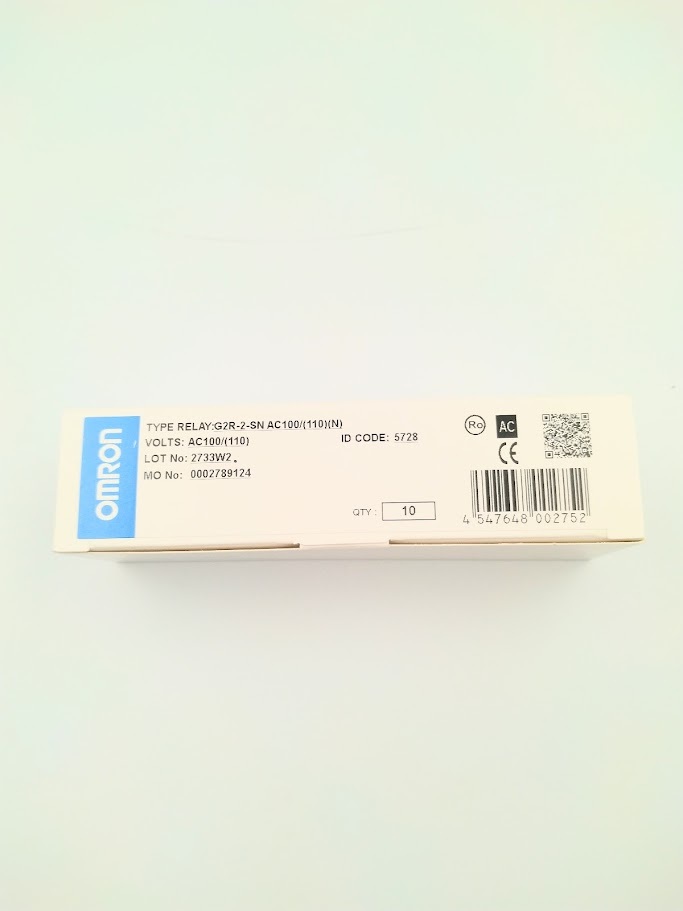 OMRON
TYPE RELAY:G2R-2-SN AC100/(110)(N)
VOLTS: AC100/(110)
ID CODE: 5728
LOT No: 2733W2.
MO No: 0002789124
QTY : 10
Ro
AC
CE
4 547648 002752